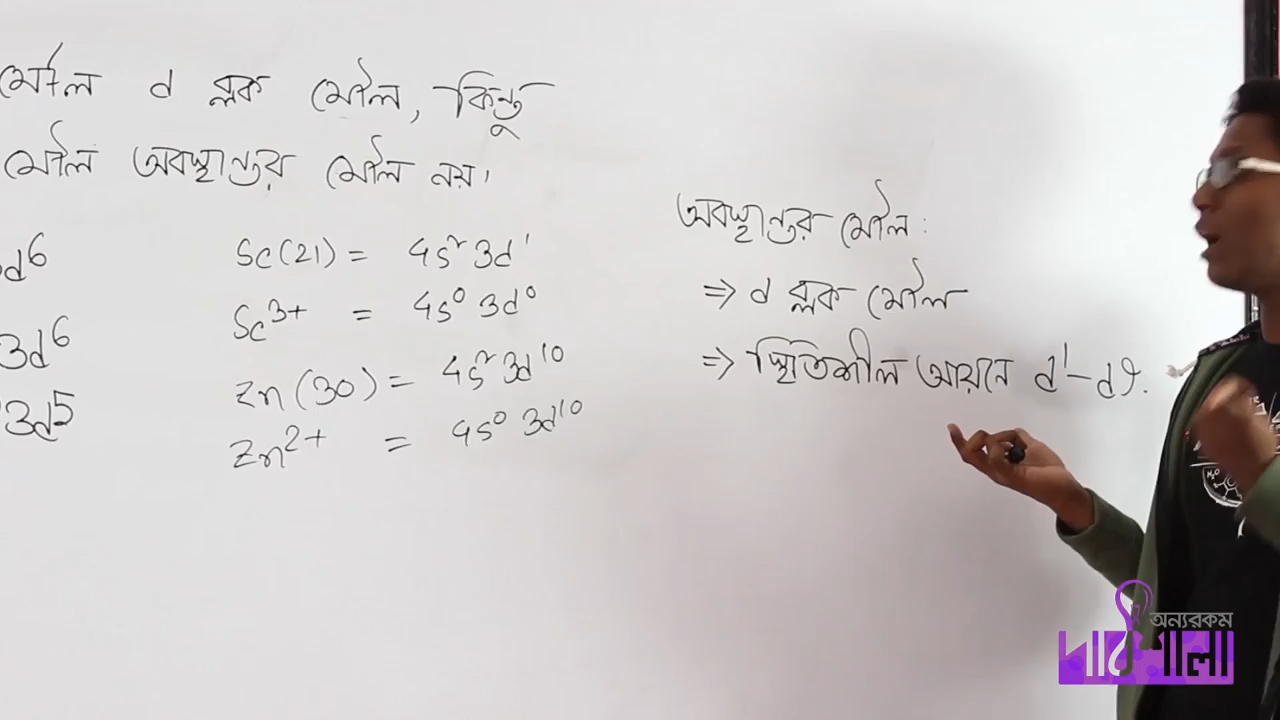 মৌল d ব্লক মৌল, কিন্তু
মৌল অবস্থান্তর মৌল নয়।
d⁶
3d⁶
3d⁵
Sc(21) = 4s² 3d¹
Sc³⁺ = 4s⁰ 3d⁰
Zn(30) = 4s² 3d¹⁰
Zn²⁺ = 4s⁰ 3d¹⁰
অবস্থান্তর মৌল:
⇒ d ব্লক মৌল
⇒ স্থিতিশীল আয়নে d¹–d⁹.
অন্যরকম
পাঠশালা